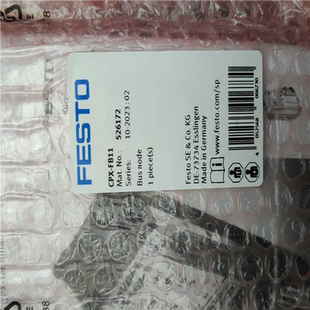 FESTO
CPX-FB11
Mat. No.: 526172
Series: 10-2023:02
Bus node
1 piece(s)
Festo SE & Co. KG
DE-73734 Esslingen
Made in Germany
www.festo.com/sp